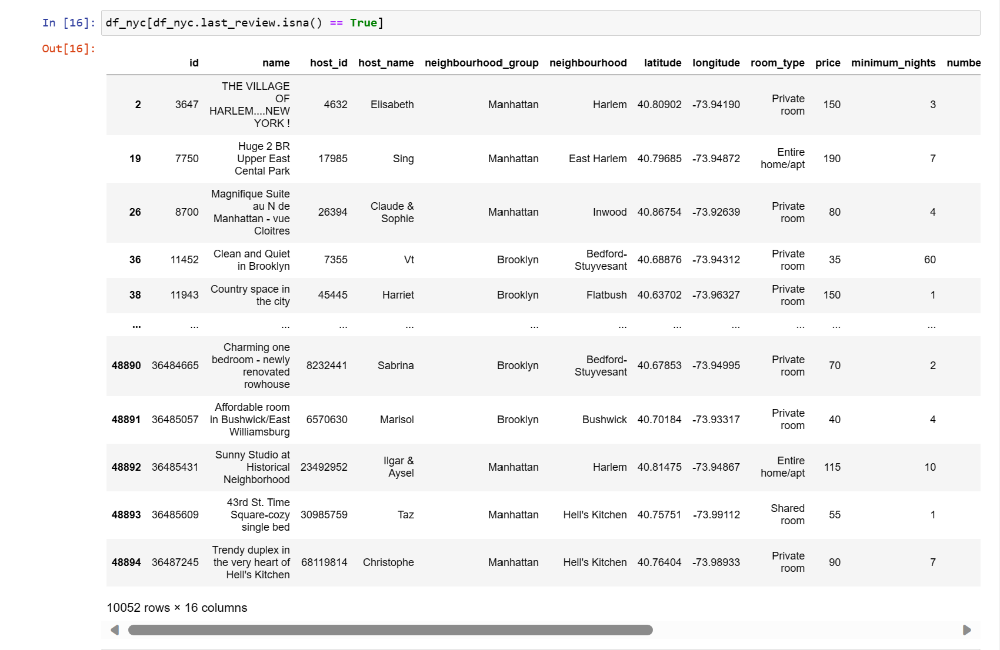 In [16]: df_nyc[df_nyc.last_review.isna() == True]
Out[16]:
id name host_id host_name neighbourhood_group neighbourhood latitude longitude room_type price minimum_nights numbe
2 3647 THE VILLAGE OF HARLEM....NEW YORK ! 4632 Elisabeth Manhattan Harlem 40.80902 -73.94190 Private room 150 3
19 7750 Huge 2 BR Upper East Cental Park 17985 Sing Manhattan East Harlem 40.79685 -73.94872 Entire home/apt 190 7
26 8700 Magnifique Suite au N de Manhattan - vue Cloitres 26394 Claude & Sophie Manhattan Inwood 40.86754 -73.92639 Private room 80 4
36 11452 Clean and Quiet in Brooklyn 7355 Vt Brooklyn Bedford-Stuyvesant 40.68876 -73.94312 Private room 35 60
38 11943 Country space in the city 45445 Harriet Brooklyn Flatbush 40.63702 -73.96327 Private room 150 1
... ... ... ... ... ... ... ... ... ... ... ...
48890 36484665 Charming one bedroom - newly renovated rowhouse 8232441 Sabrina Brooklyn Bedford-Stuyvesant 40.67853 -73.94995 Private room 70 2
48891 36485057 Affordable room in Bushwick/East Williamsburg 6570630 Marisol Brooklyn Bushwick 40.70184 -73.93317 Private room 40 4
48892 36485431 Sunny Studio at Historical Neighborhood 23492952 Ilgar & Aysel Manhattan Harlem 40.81475 -73.94867 Entire home/apt 115 10
48893 36485609 43rd St. Time Square-cozy single bed 30985759 Taz Manhattan Hell's Kitchen 40.75751 -73.99112 Shared room 55 1
48894 36487245 Trendy duplex in the very heart of Hell's Kitchen 68119814 Christophe Manhattan Hell's Kitchen 40.76404 -73.98933 Private room 90 7
10052 rows × 16 columns